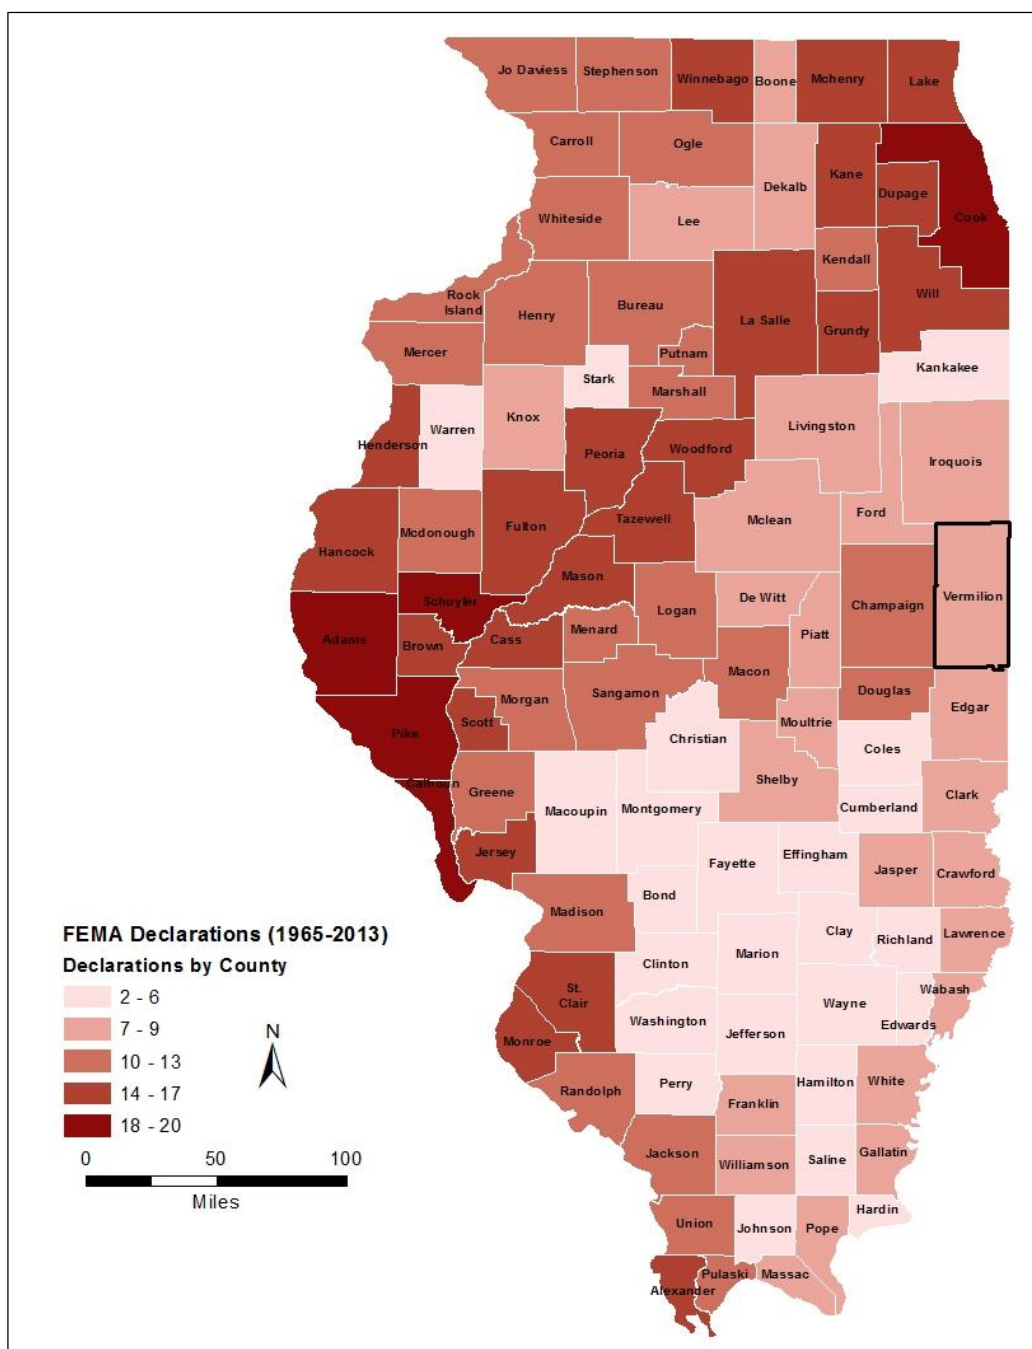 Jo Daviess
Stephenson
Winnebago
Boone
Mchenry
Lake
Carroll
Ogle
Dekalb
Kane
Dupage
Cook
Whiteside
Lee
Kendall
Will
Rock
Island
Henry
Bureau
La Salle
Grundy
Mercer
Putnam
Kankakee
Stark
Marshall
Henderson
Warren
Knox
Peoria
Woodford
Livingston
Iroquois
Hancock
Mcdonough
Fulton
Tazewell
Mclean
Ford
Mason
Schuyler
Logan
De Witt
Champaign
Vermilion
Adams
Brown
Cass
Menard
Piatt
Macon
Pike
Scott
Morgan
Sangamon
Douglas
Edgar
Christian
Moultrie
Coles
Calhoun
Greene
Macoupin
Montgomery
Shelby
Cumberland
Clark
Jersey
Fayette
Effingham
Jasper
Crawford
Madison
Bond
Clay
Richland
Lawrence
Clinton
Marion
St.
Clair
Wayne
Wabash
Edwards
Monroe
Washington
Jefferson
Randolph
Perry
Franklin
Hamilton
White
Jackson
Williamson
Saline
Gallatin
Union
Johnson
Pope
Hardin
Alexander
Pulaski
Massac
FEMA Declarations (1965-2013)
Declarations by County
2 - 6
7 - 9
10 - 13
14 - 17
18 - 20
N
0 50 100
Miles